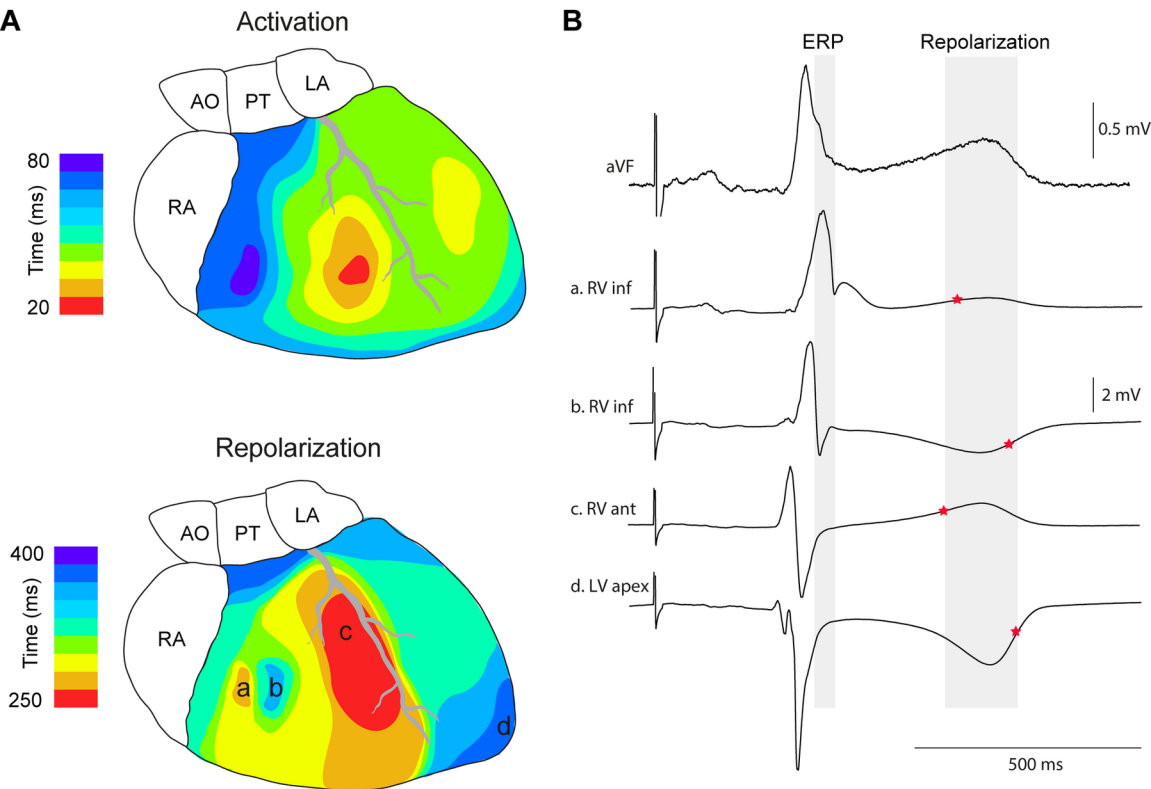 A
Activation
AO
PT
LA
RA
80
Time (ms)
20
Repolarization
AO
PT
LA
RA
400
Time (ms)
250
a
b
c
d
B
ERP
Repolarization
aVF
0.5 mV
a. RV inf
b. RV inf
2 mV
c. RV ant
d. LV apex
500 ms